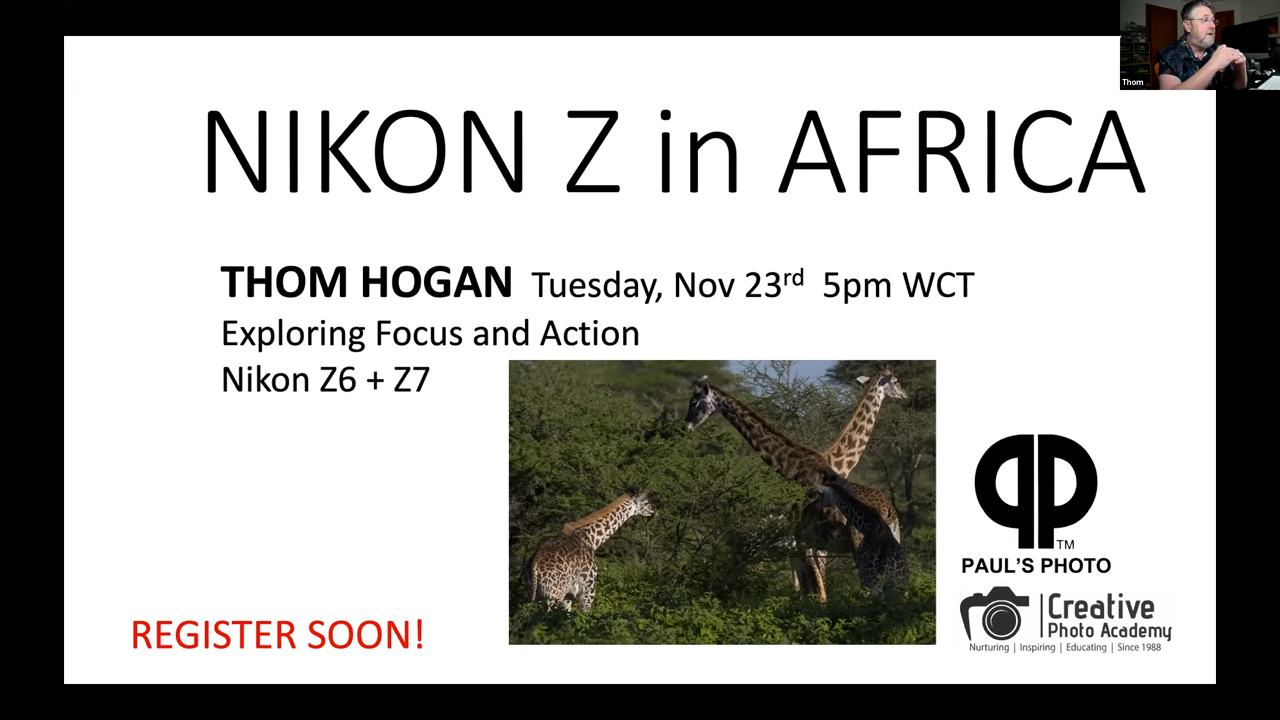 Thom
NIKON Z in AFRICA
THOM HOGAN Tuesday, Nov 23rd 5pm WCT
Exploring Focus and Action
Nikon Z6 + Z7
TM
PAUL'S PHOTO
Creative
Photo Academy
Nurturing | Inspiring | Educating | Since 1988
REGISTER SOON!